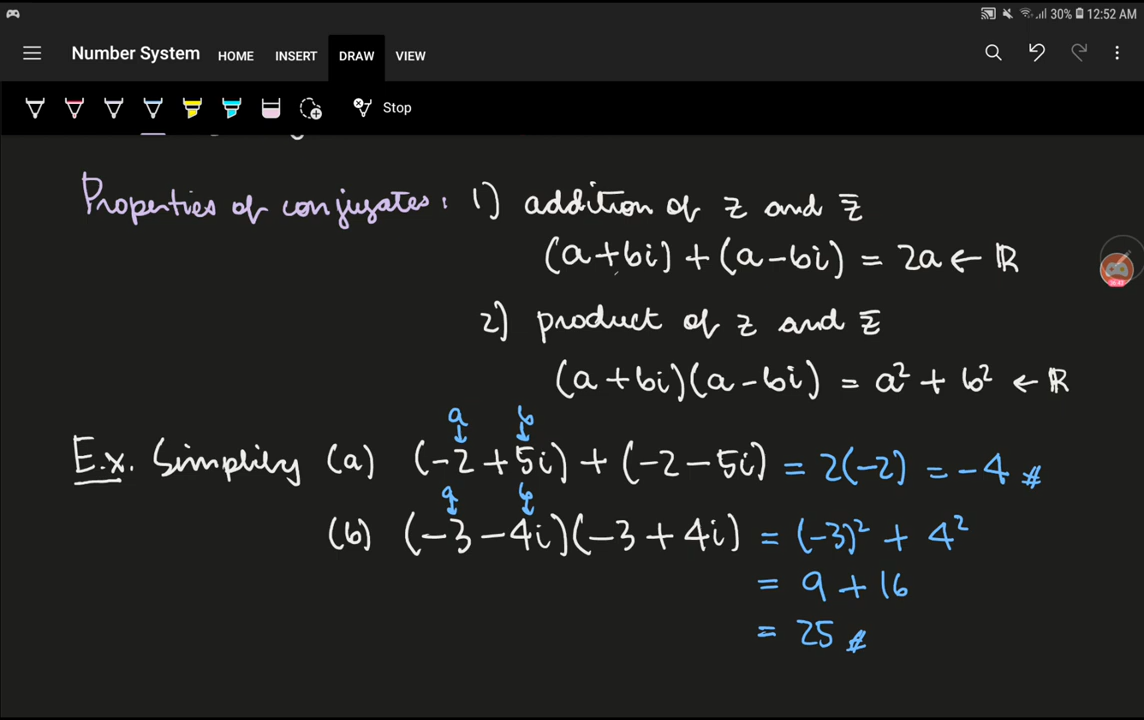 30% 12:52 AM
Number System HOME INSERT DRAW VIEW
Stop
Properties of conjugates: 1) addition of z and z̅
(a+bi) + (a-bi) = 2a ← ℝ
2) product of z and z̅
(a+bi)(a-bi) = a² + b² ← ℝ
a b
↓ ↓
Ex. Simplify (a) (-2+5i) + (-2-5i) = 2(-2) = -4 #
a b
↓ ↓
(b) (-3-4i)(-3+4i) = (-3)² + 4²
= 9 + 16
= 25 #